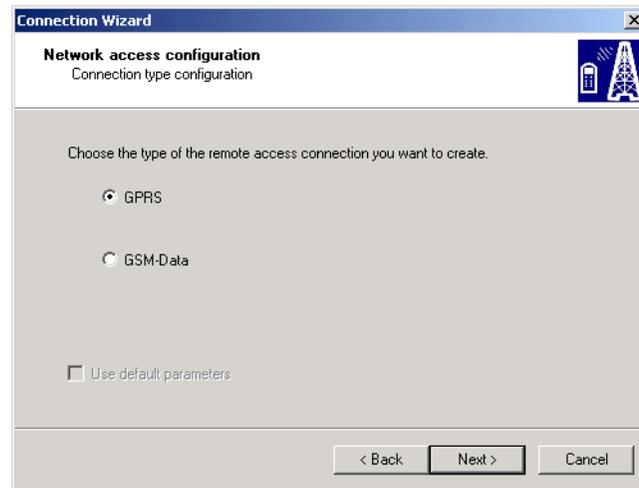 Connection Wizard
Network access configuration
Connection type configuration
Choose the type of the remote access connection you want to create.
GPRS
GSM-Data
Use default parameters
< Back
Next >
Cancel